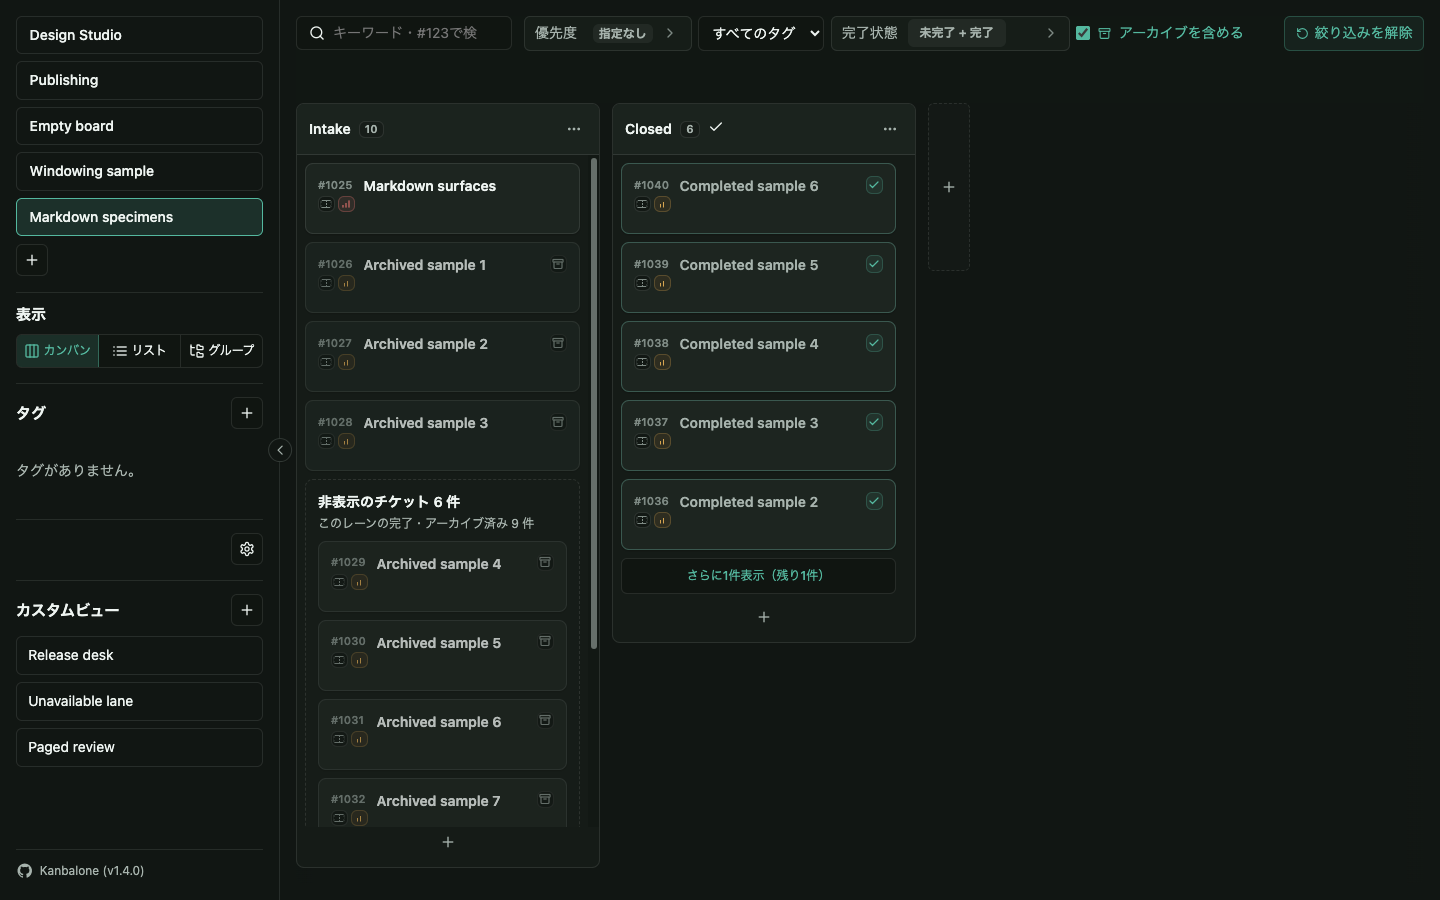 Design Studio
Publishing
Empty board
Windowing sample
Markdown specimens
表示
カンバン
リスト
グループ
タグ
タグがありません。
カスタムビュー
Release desk
Unavailable lane
Paged review
Kanbalone (v1.4.0)
キーワード・#123で検
優先度 指定なし
すべてのタグ
完了状態 未完了 + 完了
アーカイブを含める
絞り込みを解除
Intake 10
#1025 Markdown surfaces
#1026 Archived sample 1
#1027 Archived sample 2
#1028 Archived sample 3
非表示のチケット 6 件
このレーンの完了・アーカイブ済み 9 件
#1029 Archived sample 4
#1030 Archived sample 5
#1031 Archived sample 6
#1032 Archived sample 7
Closed 6
#1040 Completed sample 6
#1039 Completed sample 5
#1038 Completed sample 4
#1037 Completed sample 3
#1036 Completed sample 2
さらに1件表示（残り1件）